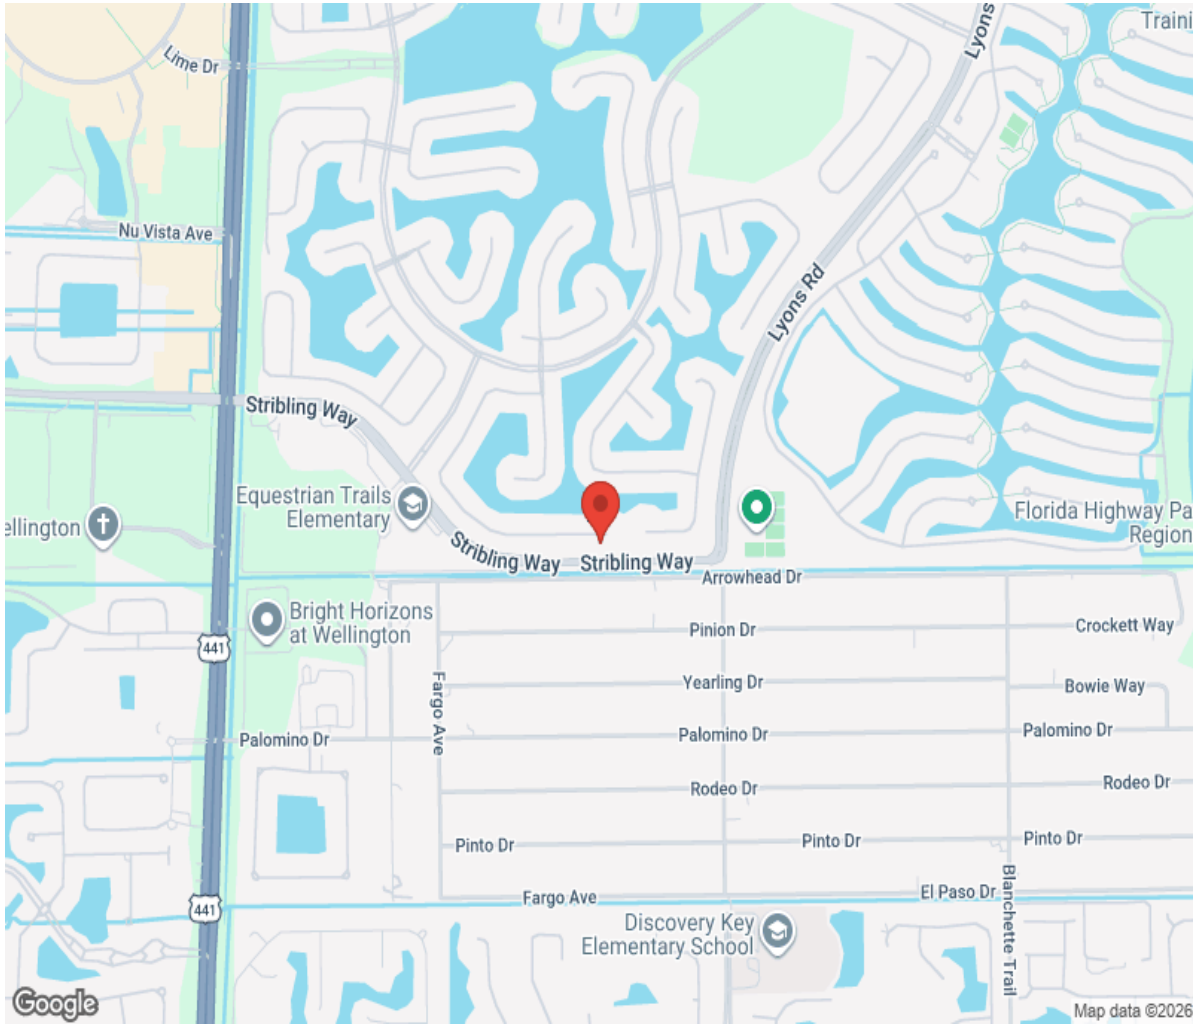 Lyons
Traini
Lime Dr
Nu Vista Ave
Lyons Rd
Stribling Way
Equestrian Trails
Elementary
ellington
Florida Highway Pa
Region
Stribling Way
Stribling Way
Arrowhead Dr
Bright Horizons
at Wellington
Pinion Dr
Crockett Way
441
Fargo Ave
Yearling Dr
Bowie Way
Palomino Dr
Palomino Dr
Palomino Dr
Rodeo Dr
Rodeo Dr
Pinto Dr
Pinto Dr
Pinto Dr
Blanchette Trail
441
Fargo Ave
El Paso Dr
Discovery Key
Elementary School
Google
Map data ©2026